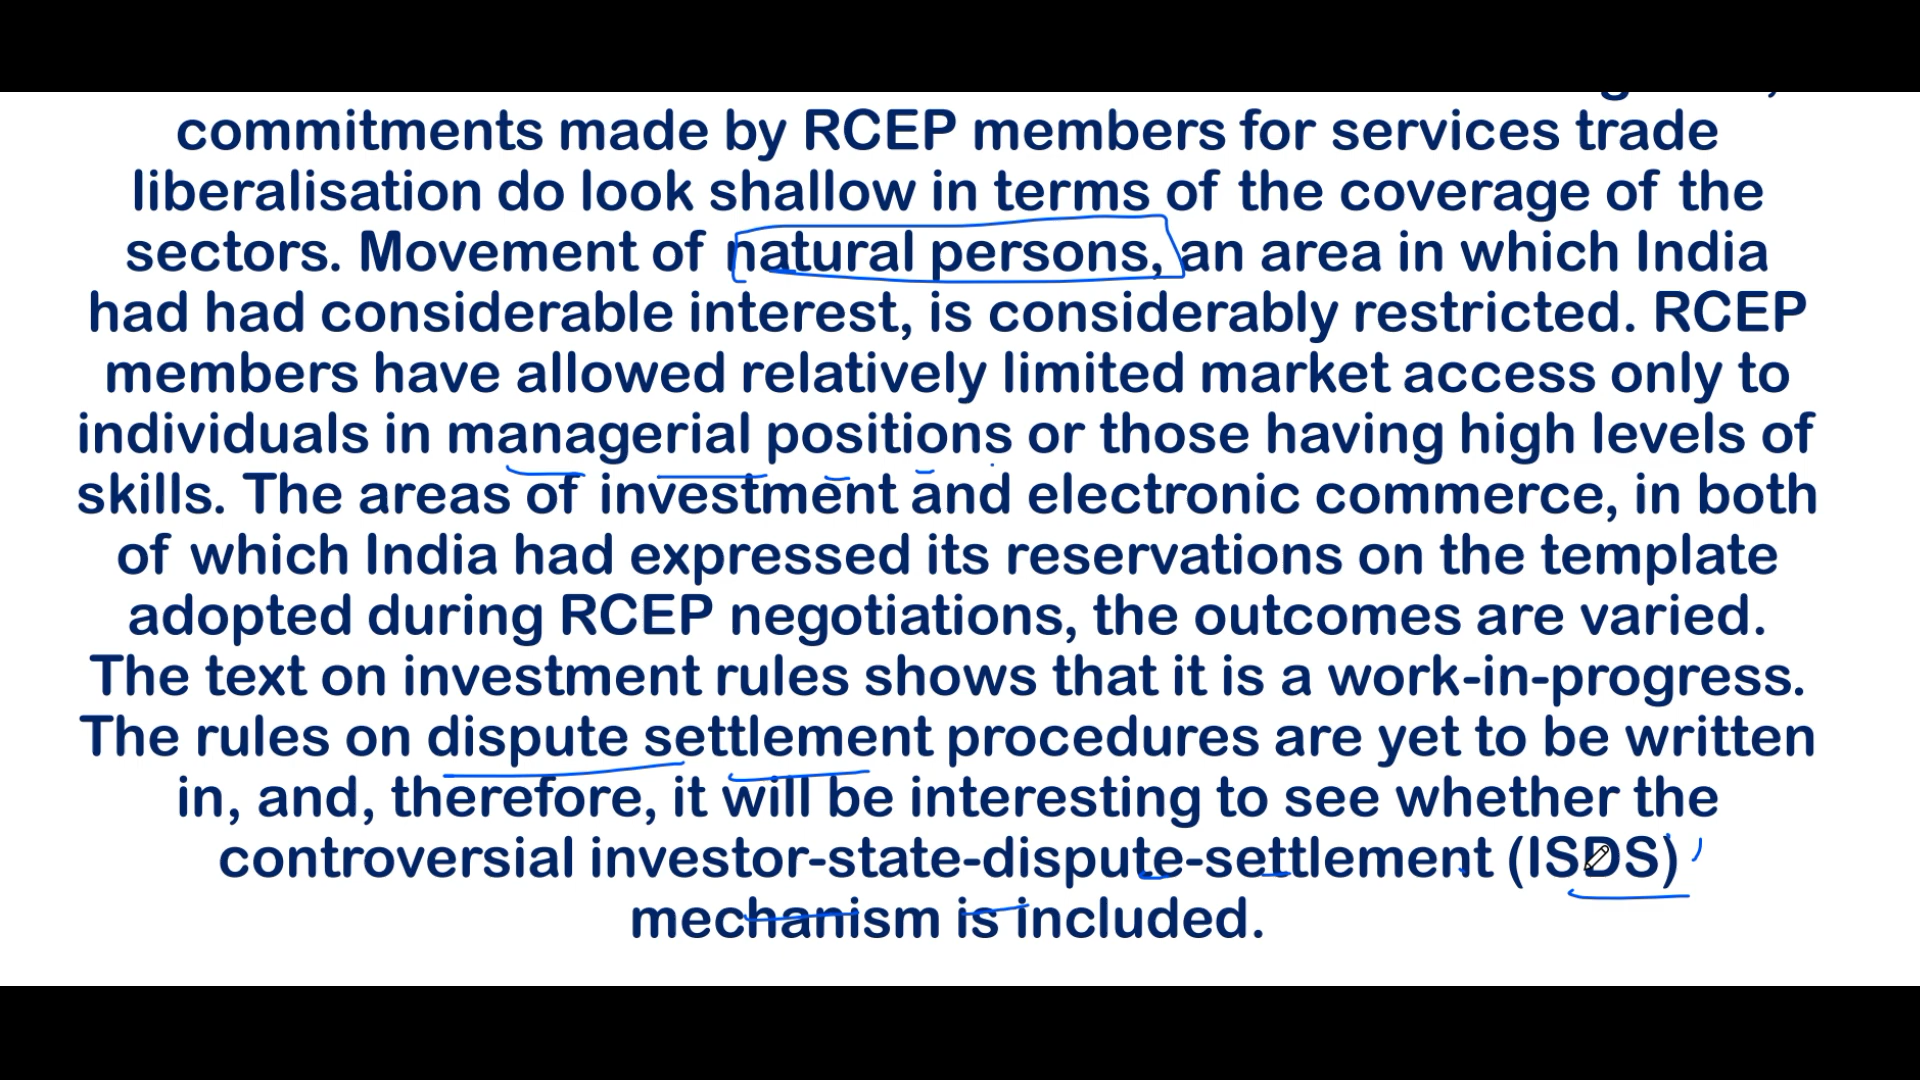 commitments made by RCEP members for services trade
liberalisation do look shallow in terms of the coverage of the
sectors. Movement of natural persons, an area in which India
had had considerable interest, is considerably restricted. RCEP
members have allowed relatively limited market access only to
individuals in managerial positions or those having high levels of
skills. The areas of investment and electronic commerce, in both
of which India had expressed its reservations on the template
adopted during RCEP negotiations, the outcomes are varied.
The text on investment rules shows that it is a work-in-progress.
The rules on dispute settlement procedures are yet to be written
in, and, therefore, it will be interesting to see whether the
controversial investor-state-dispute-settlement (ISDS)
mechanism is included.